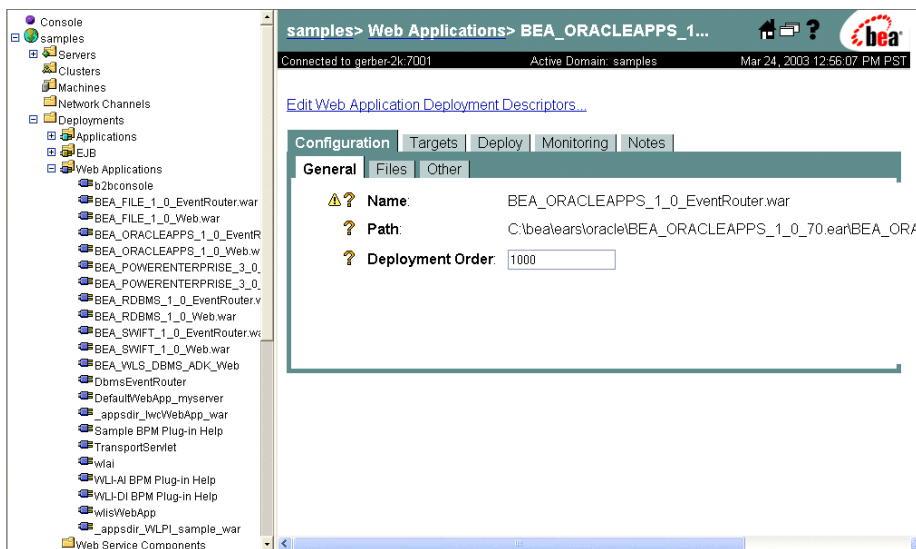 Console
samples
Servers
Clusters
Machines
Network Channels
Deployments
Applications
EJB
Web Applications
b2bconsole
BEA_FILE_1_0_EventRouter.war
BEA_FILE_1_0_Web.war
BEA_ORACLEAPPS_1_0_EventR
BEA_ORACLEAPPS_1_0_Web.w
BEA_POWERENTERPRISE_3_0_
BEA_POWERENTERPRISE_3_0_
BEA_RDBMS_1_0_EventRouter.v
BEA_RDBMS_1_0_Web.war
BEA_SWIFT_1_0_EventRouter.wa
BEA_SWIFT_1_0_Web.war
BEA_WLS_DBMS_ADK_Web
DbmsEventRouter
DefaultWebApp_myserver
_appsdir_lwcWebApp_war
Sample BPM Plug-in Help
TransportServlet
wlai
WLI-AI BPM Plug-in Help
WLI-DI BPM Plug-in Help
wlisWebApp
_appsdir_WLPI_sample_war
Web Service Components
samples> Web Applications> BEA_ORACLEAPPS_1...
?
bea
Connected to gerber-2k:7001 Active Domain: samples Mar 24, 2003 12:56:07 PM PST
Edit Web Application Deployment Descriptors...
Configuration Targets Deploy Monitoring Notes
General Files Other
? Name: BEA_ORACLEAPPS_1_0_EventRouter.war
? Path: C:\bea\ears\oracle\BEA_ORACLEAPPS_1_0_70.ear\BEA_ORA
? Deployment Order: 1000